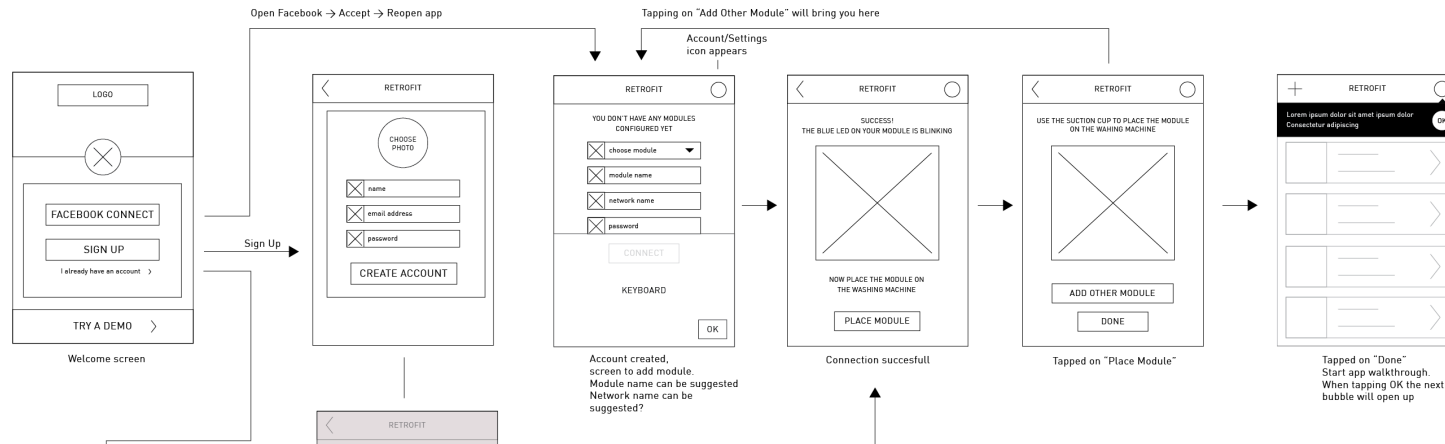 Open Facebook → Accept → Reopen app
Tapping on “Add Other Module” will bring you here
Account/Settings
icon appears
LOGO
FACEBOOK CONNECT
SIGN UP
I already have an account >
TRY A DEMO >
Welcome screen
Sign Up
RETROFIT
CHOOSE
PHOTO
name
email address
password
CREATE ACCOUNT
RETROFIT
RETROFIT
YOU DON'T HAVE ANY MODULES
CONFIGURED YET
choose module
module name
network name
password
CONNECT
KEYBOARD
OK
Account created,
screen to add module.
Module name can be suggested
Network name can be
suggested?
RETROFIT
SUCCESS!
THE BLUE LED ON YOUR MODULE IS BLINKING
NOW PLACE THE MODULE ON
THE WASHING MACHINE
PLACE MODULE
Connection succesfull
RETROFIT
USE THE SUCTION CUP TO PLACE THE MODULE
ON THE WAHING MACHINE
ADD OTHER MODULE
DONE
Tapped on “Place Module”
RETROFIT
Lorem ipsum dolor sit amet ipsum dolor
Consectetur adipiscing
OK
Tapped on “Done”
Start app walkthrough.
When tapping OK the next
bubble will open up